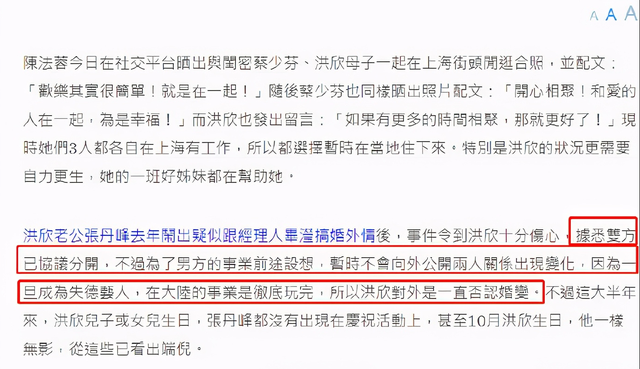 A A A
陳法蓉今日在社交平台晒出與閨密蔡少芬、洪欣母子一起在上海街頭閒逛合照，並配文：
「歡樂其實很簡單！就是在一起！」隨後蔡少芬也同樣晒出照片配文：「開心相聚！和愛的
人在一起，為是幸福！」而洪欣也發出留言：「如果有更多的時間相聚，那就更好了！」現
時她們3人都各自在上海有工作，所以都選擇暫時在當地住下來。特別是洪欣的狀況更需要
自力更生，她的一班好姊妹都在幫助她。
洪欣老公張丹峰去年鬧出疑似跟經理人畢瀅搞婚外情後，事件令到洪欣十分傷心，據悉雙方
已協議分開，不過為了男方的事業前途設想，暫時不會向外公開兩人關係出現變化，因為一
旦成為失德藝人，在大陸的事業是徹底玩完，所以洪欣對外是一直否認婚變。不過這大半年
來，洪欣兒子或女兒生日，張丹峰都沒有出現在慶祝活動上，甚至10月洪欣生日，他一樣
無影，從這些已看出端倪。